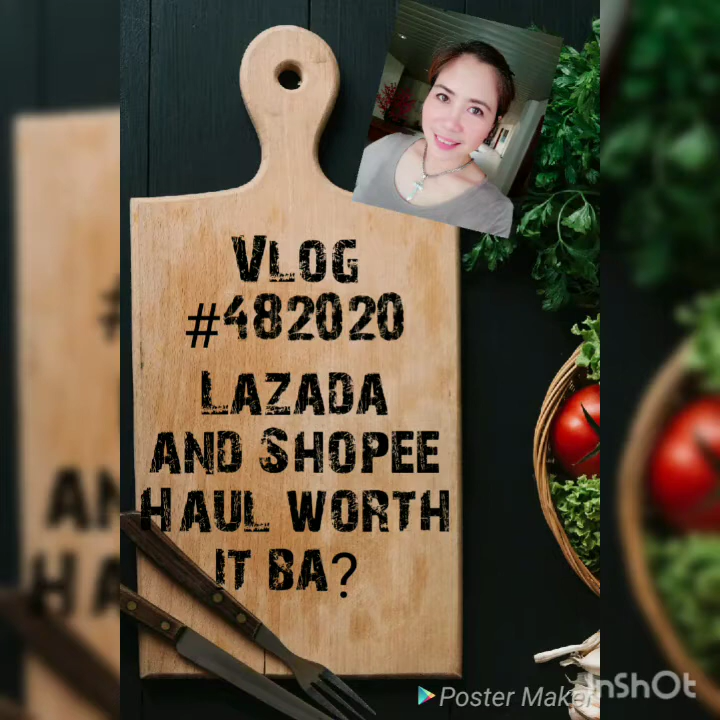 Vlog
#482020
Lazada
and Shopee
Haul worth
it ba?
Poster Maker
InShOt